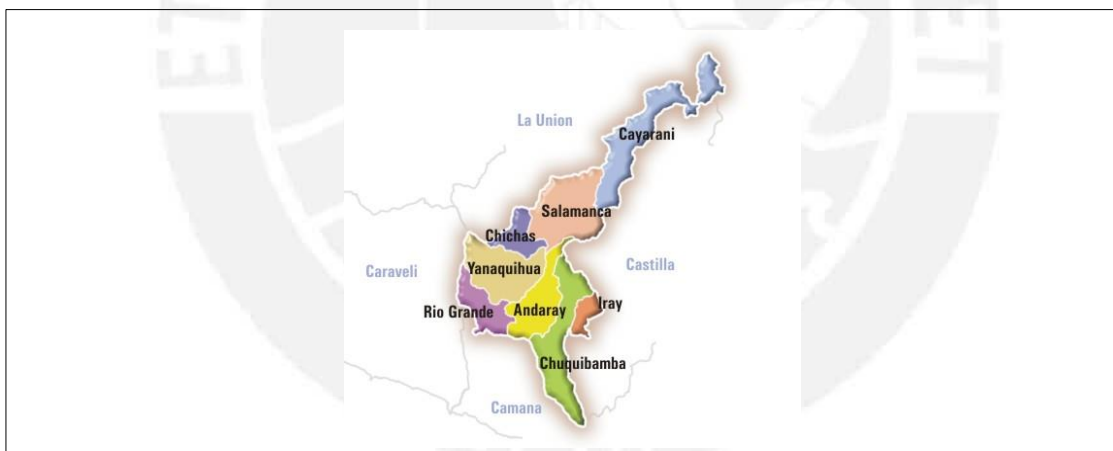 La Union
Cayarani
Salamanca
Chichas
Yanaquihua
Caraveli
Castilla
Rio Grande
Andaray
Iray
Chuquibamba
Camana